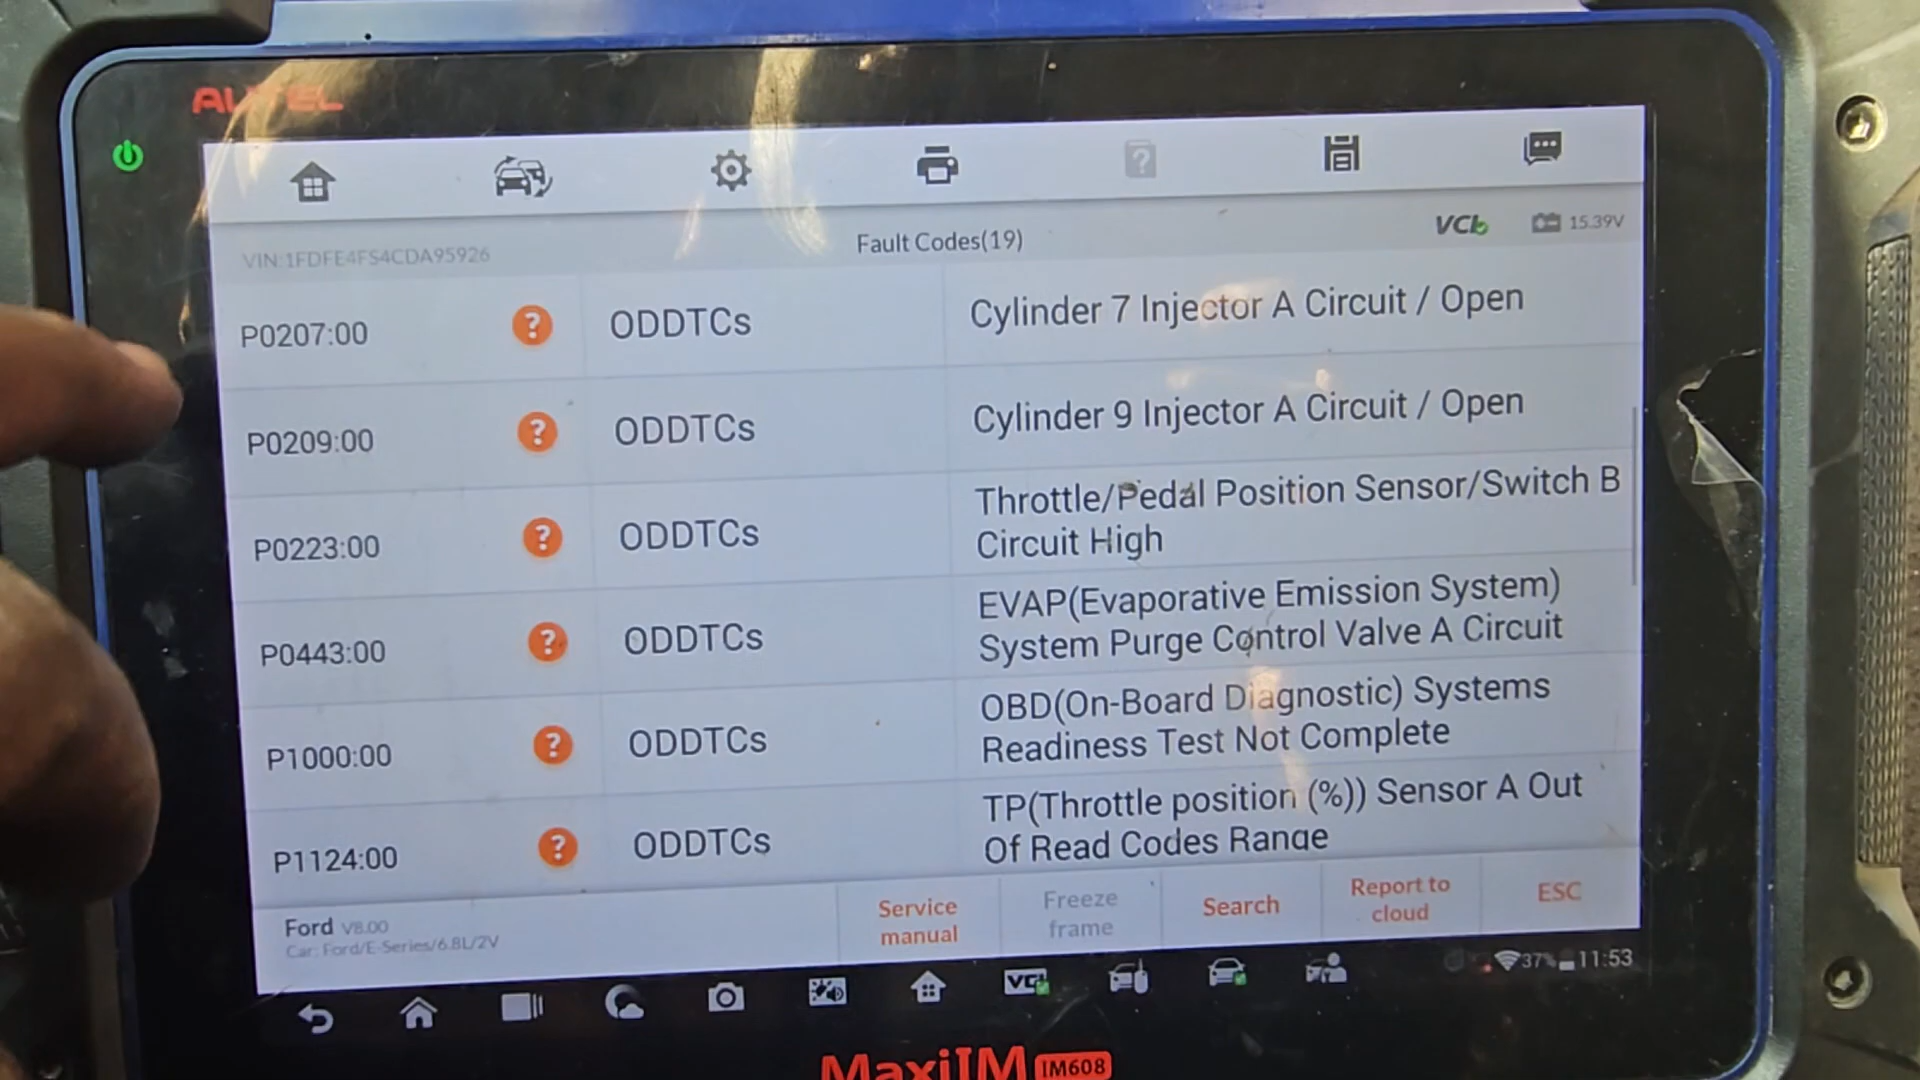 AUTEL
VCI
15.39V
VIN:1FDFE4FS4CDA95926
Fault Codes(19)
P0207:00 ? ODDTCs Cylinder 7 Injector A Circuit / Open
P0209:00 ? ODDTCs Cylinder 9 Injector A Circuit / Open
P0223:00 ? ODDTCs Throttle/Pedal Position Sensor/Switch B
Circuit High
P0443:00 ? ODDTCs EVAP(Evaporative Emission System)
System Purge Control Valve A Circuit
P1000:00 ? ODDTCs OBD(On-Board Diagnostic) Systems
Readiness Test Not Complete
P1124:00 ? ODDTCs TP(Throttle position (%)) Sensor A Out
Of Read Codes Range
Ford V8.00
Car: Ford/E-Series/6.8L/2V
Service
manual
Freeze
frame
Search
Report to
cloud
ESC
VCI
37% 11:53
MaxiIM IM608